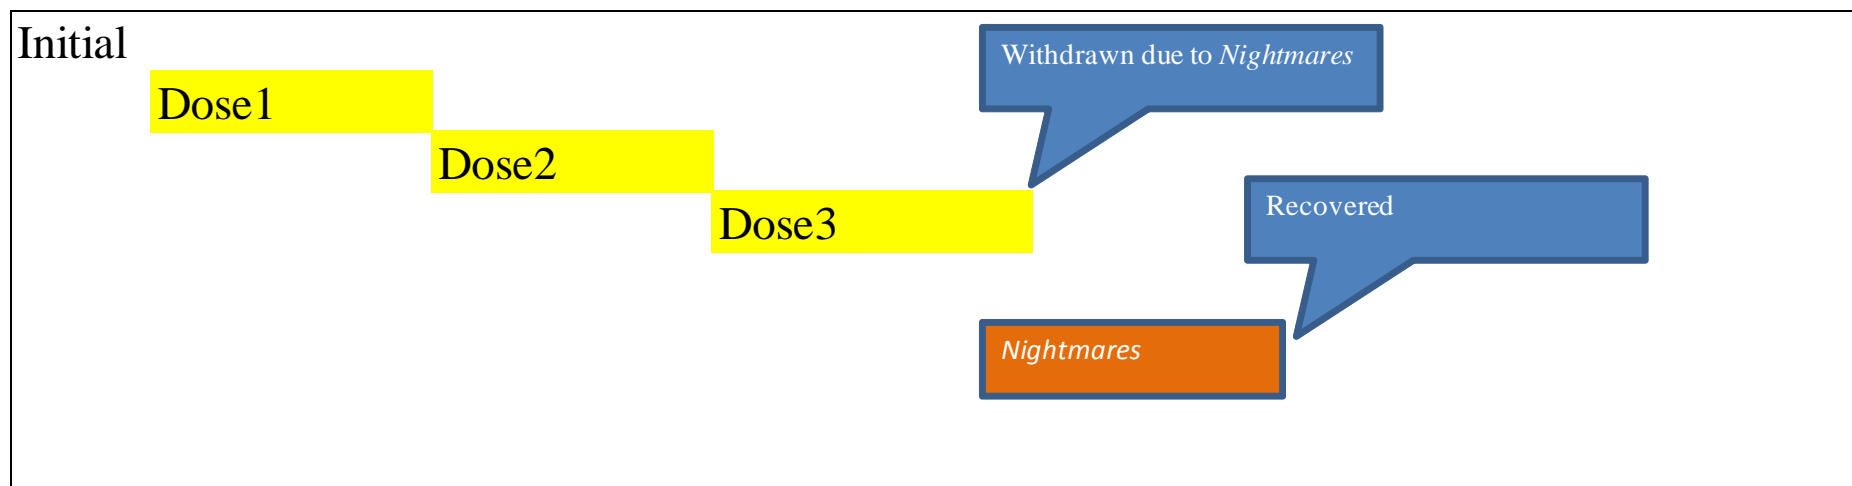 Initial
Withdrawn due to Nightmares
Dose1
Dose2
Dose3
Recovered
Nightmares